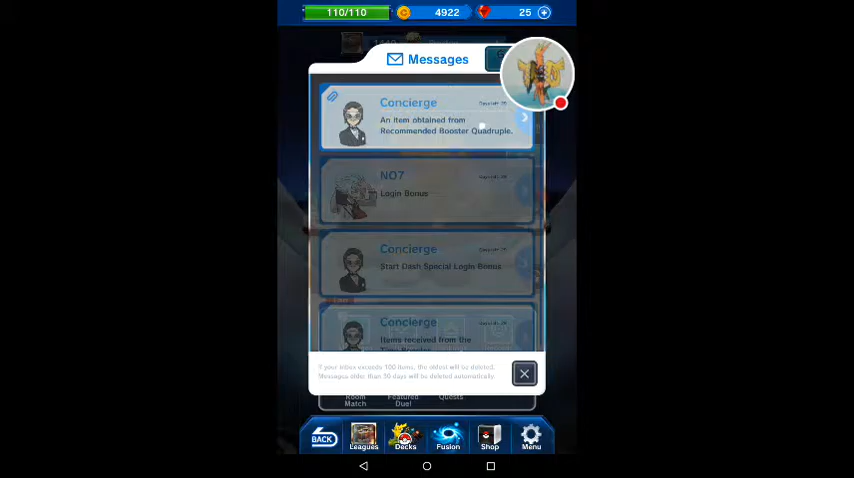 110/110
4922
25
Messages
Concierge
An item obtained from
Recommended Booster Quadruple.
NO7
Login Bonus
Concierge
Start Dash Special Login Bonus
Concierge
Items received from the
If your inbox exceeds 100 items, the oldest will be deleted.
Messages older than 30 days will be deleted automatically.
Room
Match
Featured
Duel
Quests
BACK
Leagues
Decks
Fusion
Shop
Menu